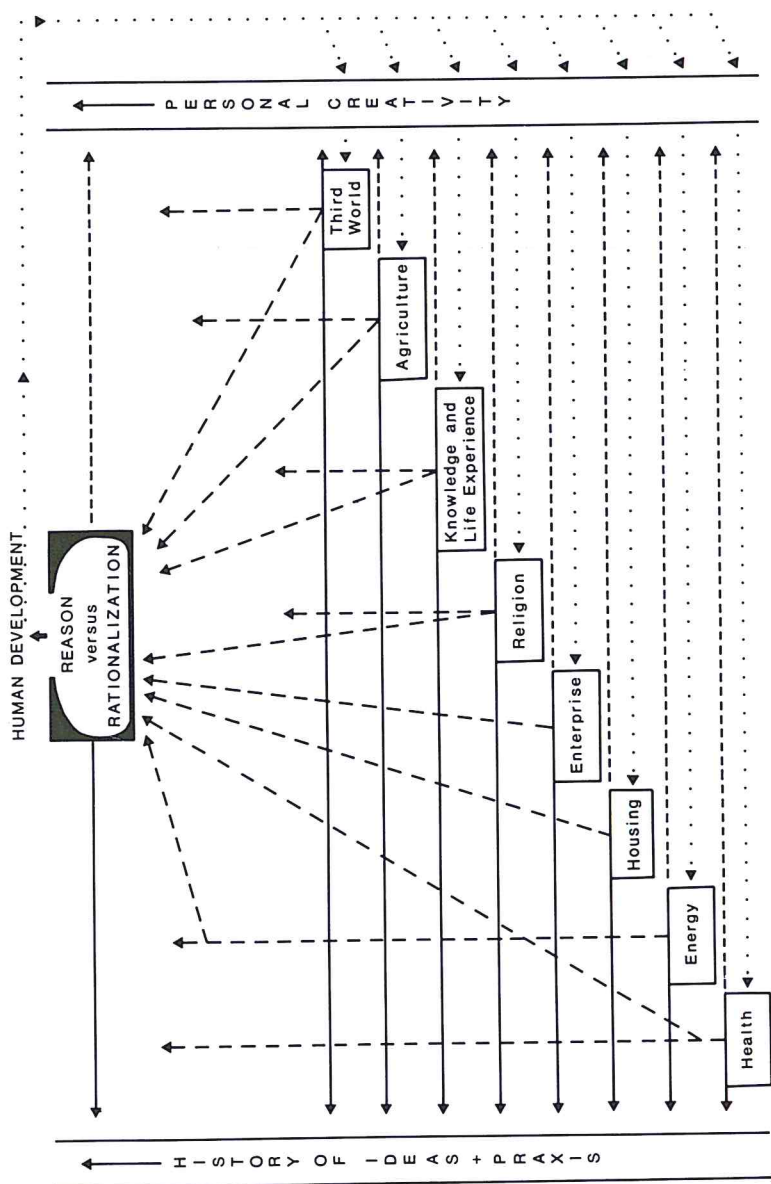 HUMAN DEVELOPMENT
REASON
versus
RATIONALIZATION
HISTORY OF IDEAS + PRAXIS
PERSONAL CREATIVITY
Health
Energy
Housing
Enterprise
Religion
Knowledge and
Life Experience
Agriculture
Third
World